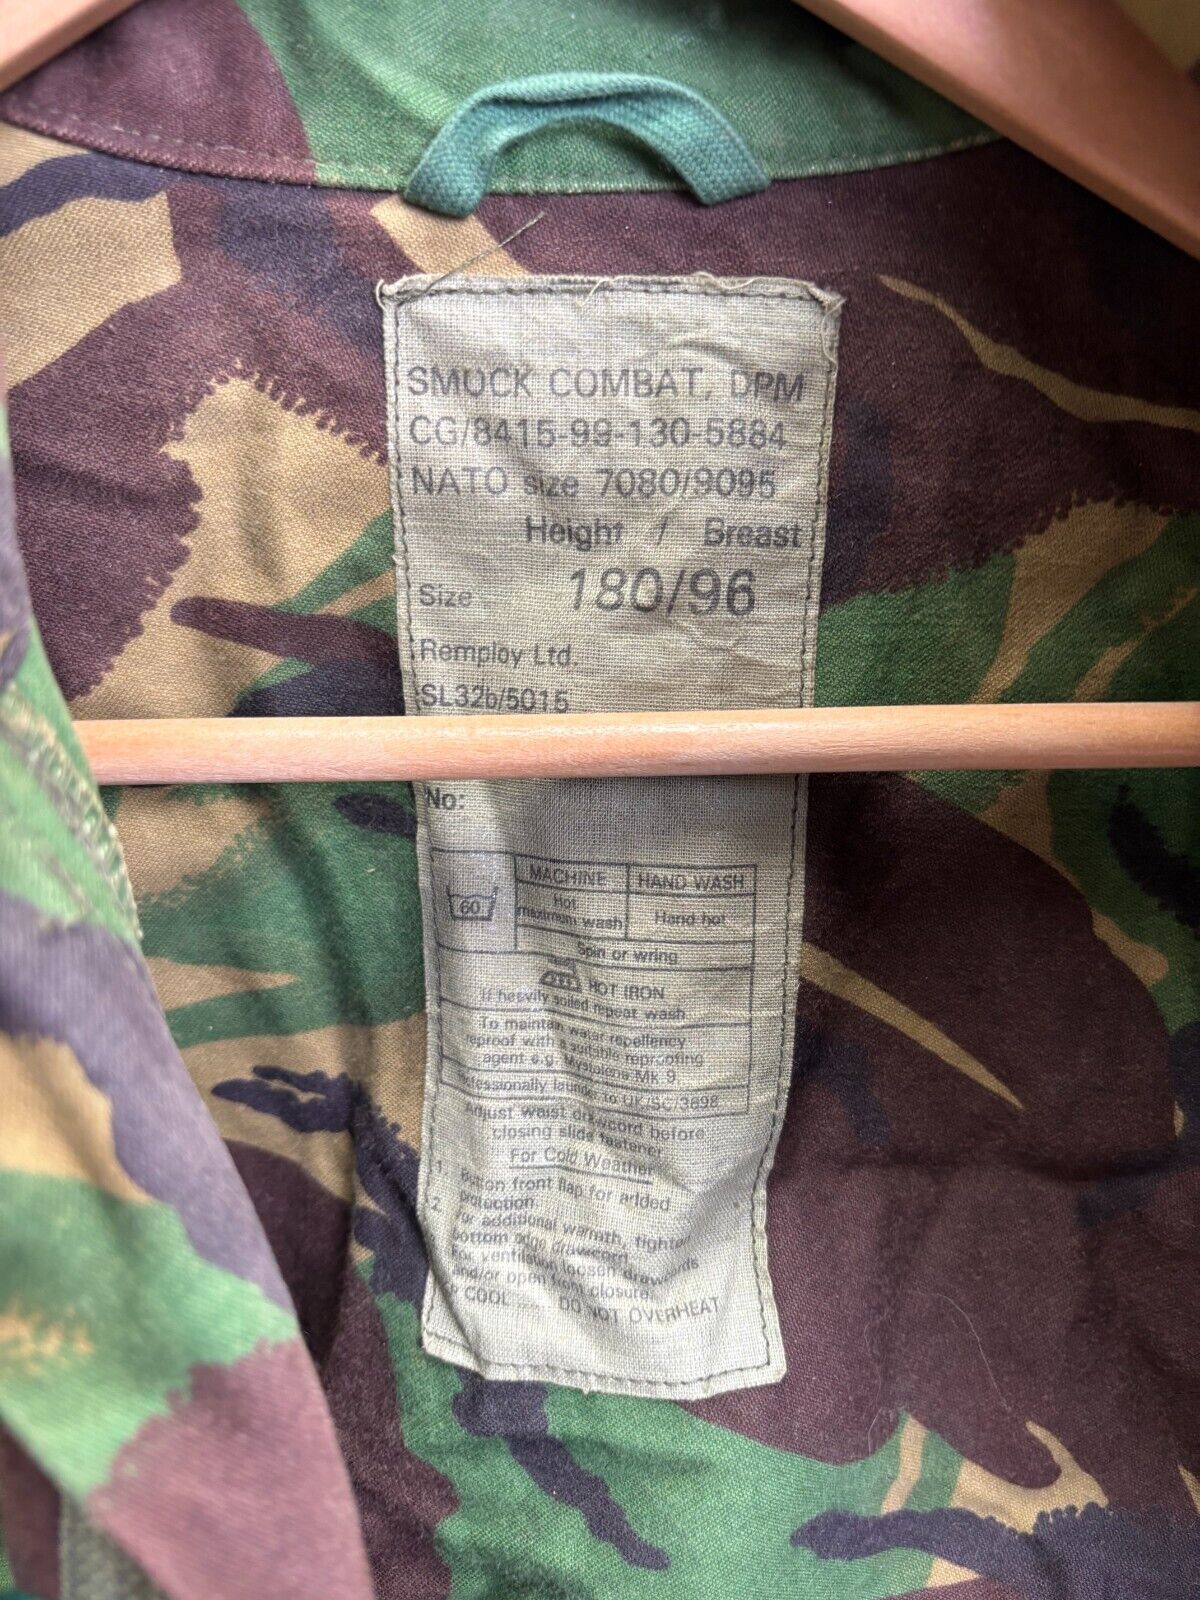 SMOCK COMBAT, DPM
CG/8415-99-130-5884
NATO size 7080/9095
Height / Breast
Size 180/96
Remploy Ltd.
SL32b/5015
No:
60
MACHINE HAND WASH
Hot maximum wash Hand hot
Spin or wring
HOT IRON
If heavily soiled repeat wash
To maintain water repellency
reproof with a suitable reproofing
agent e.g. Mystolene Mk 9
to UK/SC/3898
Adjust waist drawcord before
closing slide fastener
For Cold Weather
1 Button front flap for added
protection.
2 For additional warmth, tighten
bottom drawcord.
For ventilation loosen drawcords
and/or open front closure.
COOL DO NOT OVERHEAT